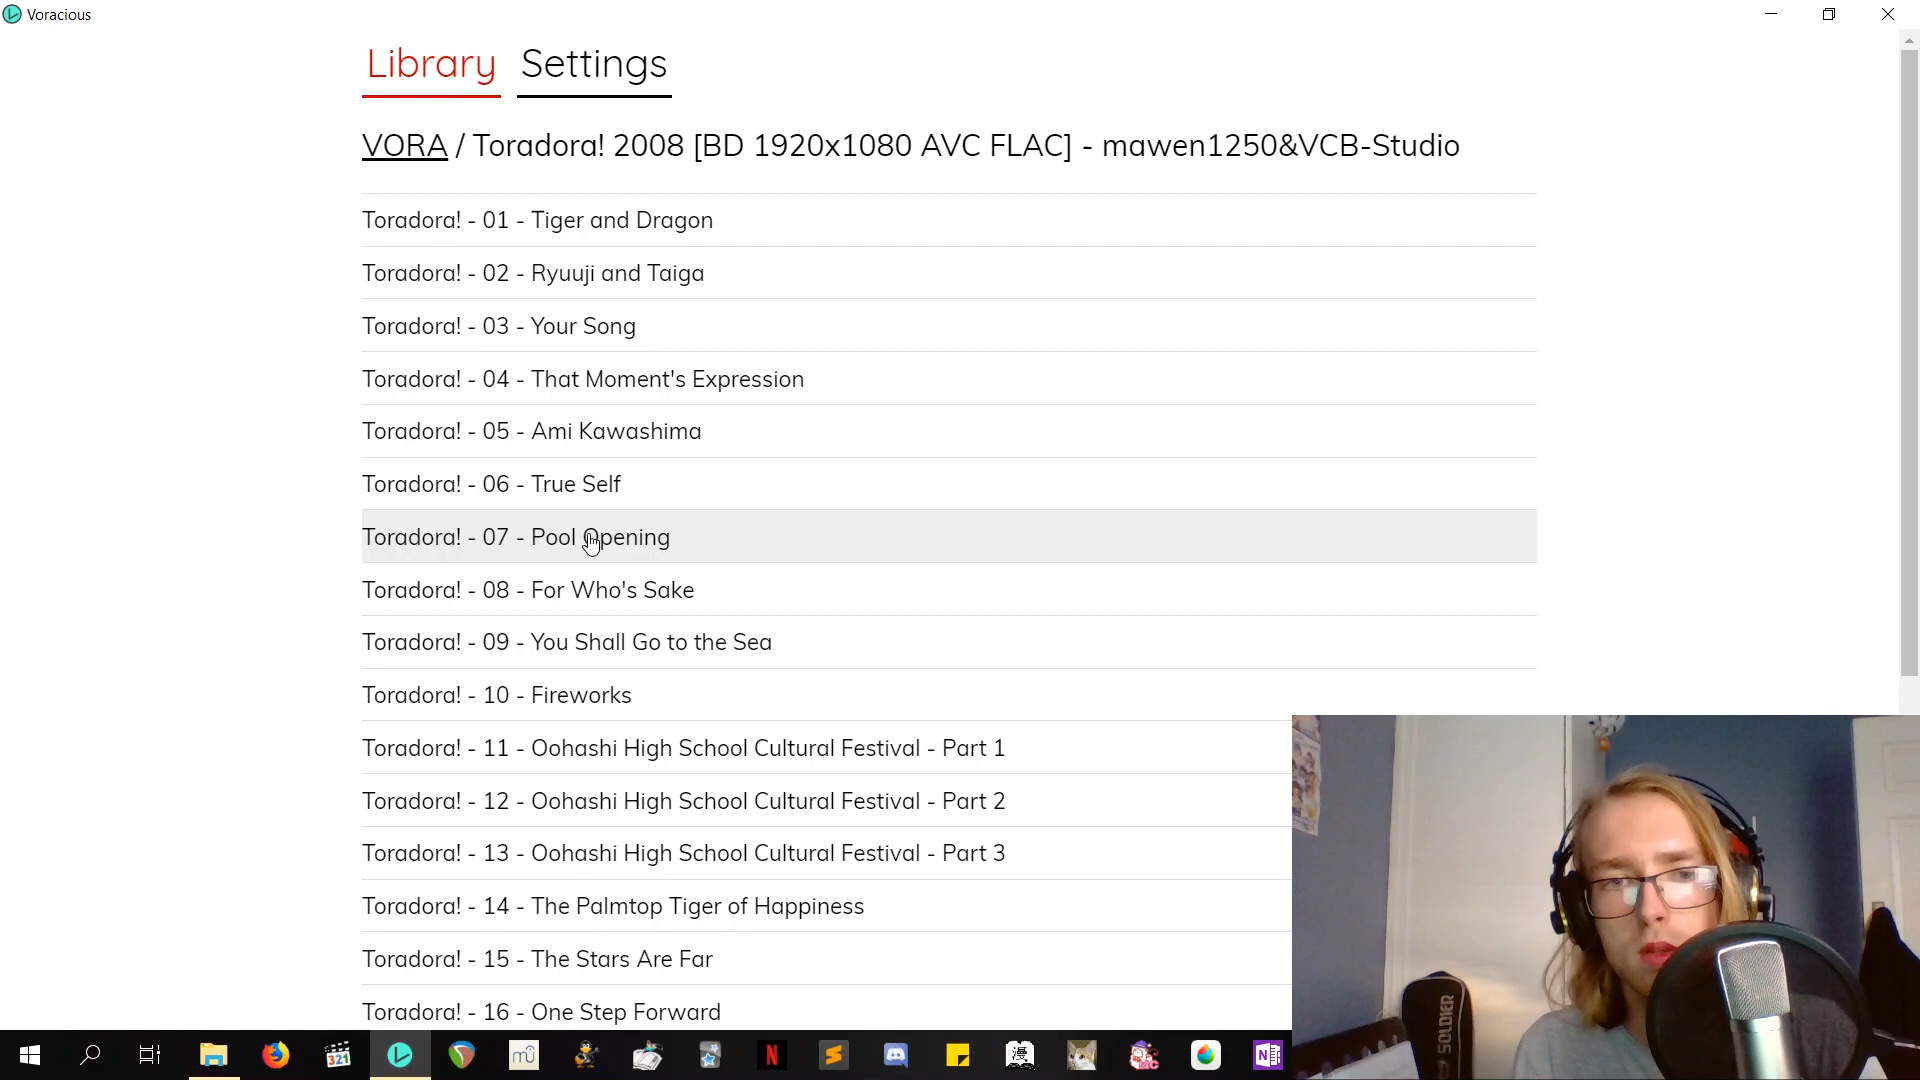 Voracious
Library Settings
VORA / Toradora! 2008 [BD 1920x1080 AVC FLAC] - mawen1250&VCB-Studio
Toradora! - 01 - Tiger and Dragon
Toradora! - 02 - Ryuuji and Taiga
Toradora! - 03 - Your Song
Toradora! - 04 - That Moment's Expression
Toradora! - 05 - Ami Kawashima
Toradora! - 06 - True Self
Toradora! - 07 - Pool Opening
Toradora! - 08 - For Who's Sake
Toradora! - 09 - You Shall Go to the Sea
Toradora! - 10 - Fireworks
Toradora! - 11 - Oohashi High School Cultural Festival - Part 1
Toradora! - 12 - Oohashi High School Cultural Festival - Part 2
Toradora! - 13 - Oohashi High School Cultural Festival - Part 3
Toradora! - 14 - The Palmtop Tiger of Happiness
Toradora! - 15 - The Stars Are Far
Toradora! - 16 - One Step Forward
SOLDIER
321
mû
N
S
漫
N